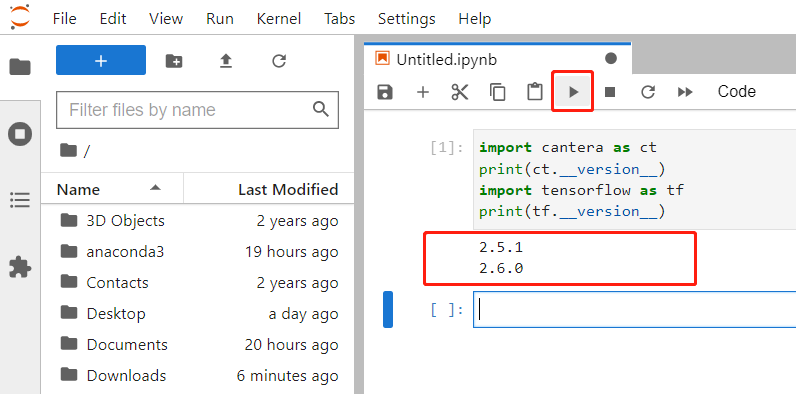 File Edit View Run Kernel Tabs Settings Help
+
Filter files by name
/
Name Last Modified
3D Objects 2 years ago
anaconda3 19 hours ago
Contacts 2 years ago
Desktop a day ago
Documents 20 hours ago
Downloads 6 minutes ago
Untitled.ipynb
Code
[1]: import cantera as ct
print(ct.__version__)
import tensorflow as tf
print(tf.__version__)
2.5.1
2.6.0
[ ]: